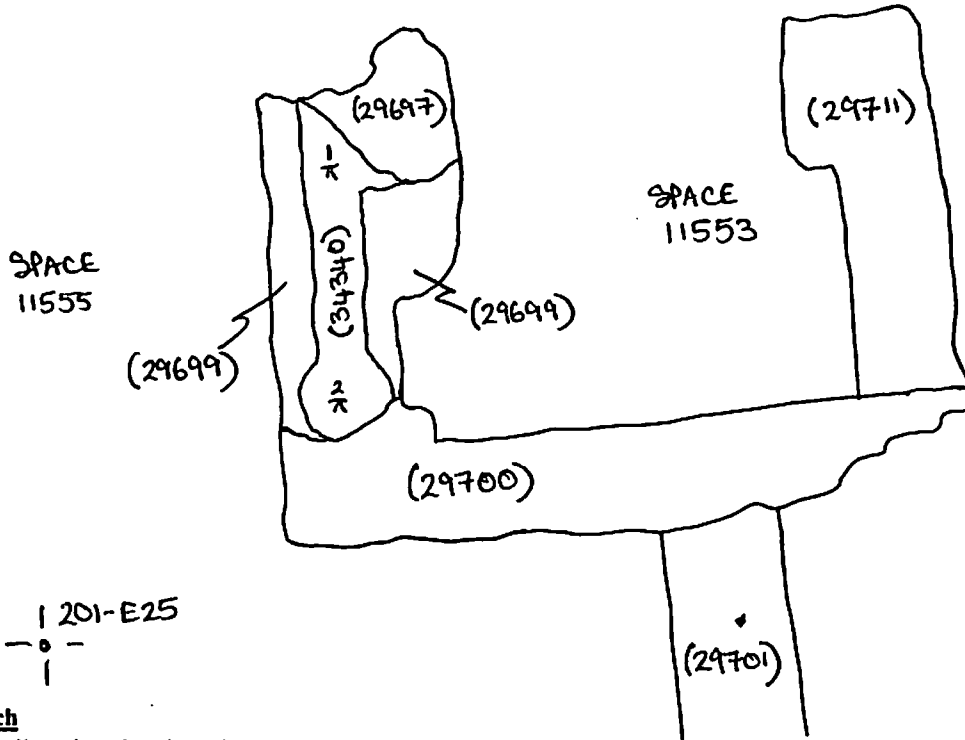 (29697)
(29711)
1/π
SPACE
11553
SPACE
11555
(34340)
(29699)
(29699)
2/π
(29700)
201-E25
(29701)
ch